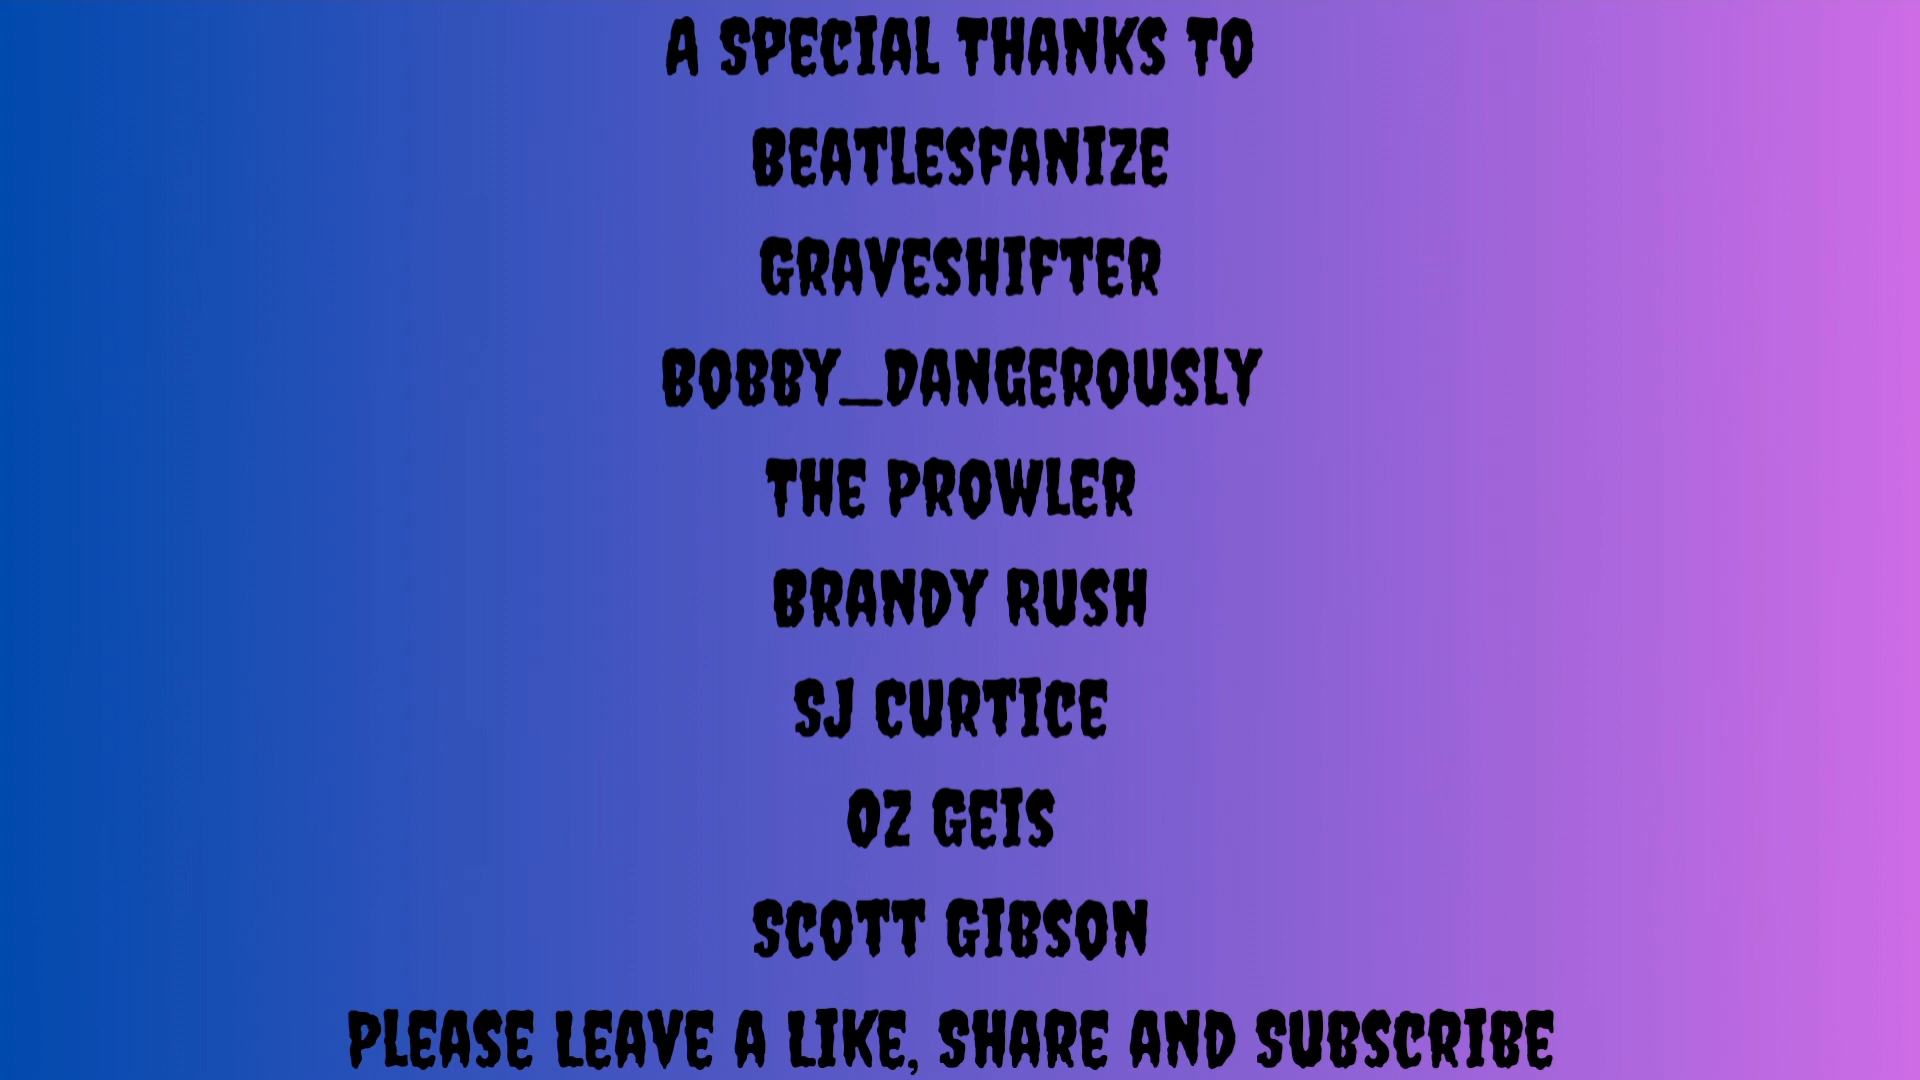 A SPECIAL THANKS TO
BEATLESFANIZE
GRAVESHIFTER
BOBBY_DANGEROUSLY
THE PROWLER
BRANDY RUSH
SJ CURTICE
OZ GEIS
SCOTT GIBSON
PLEASE LEAVE A LIKE, SHARE AND SUBSCRIBE